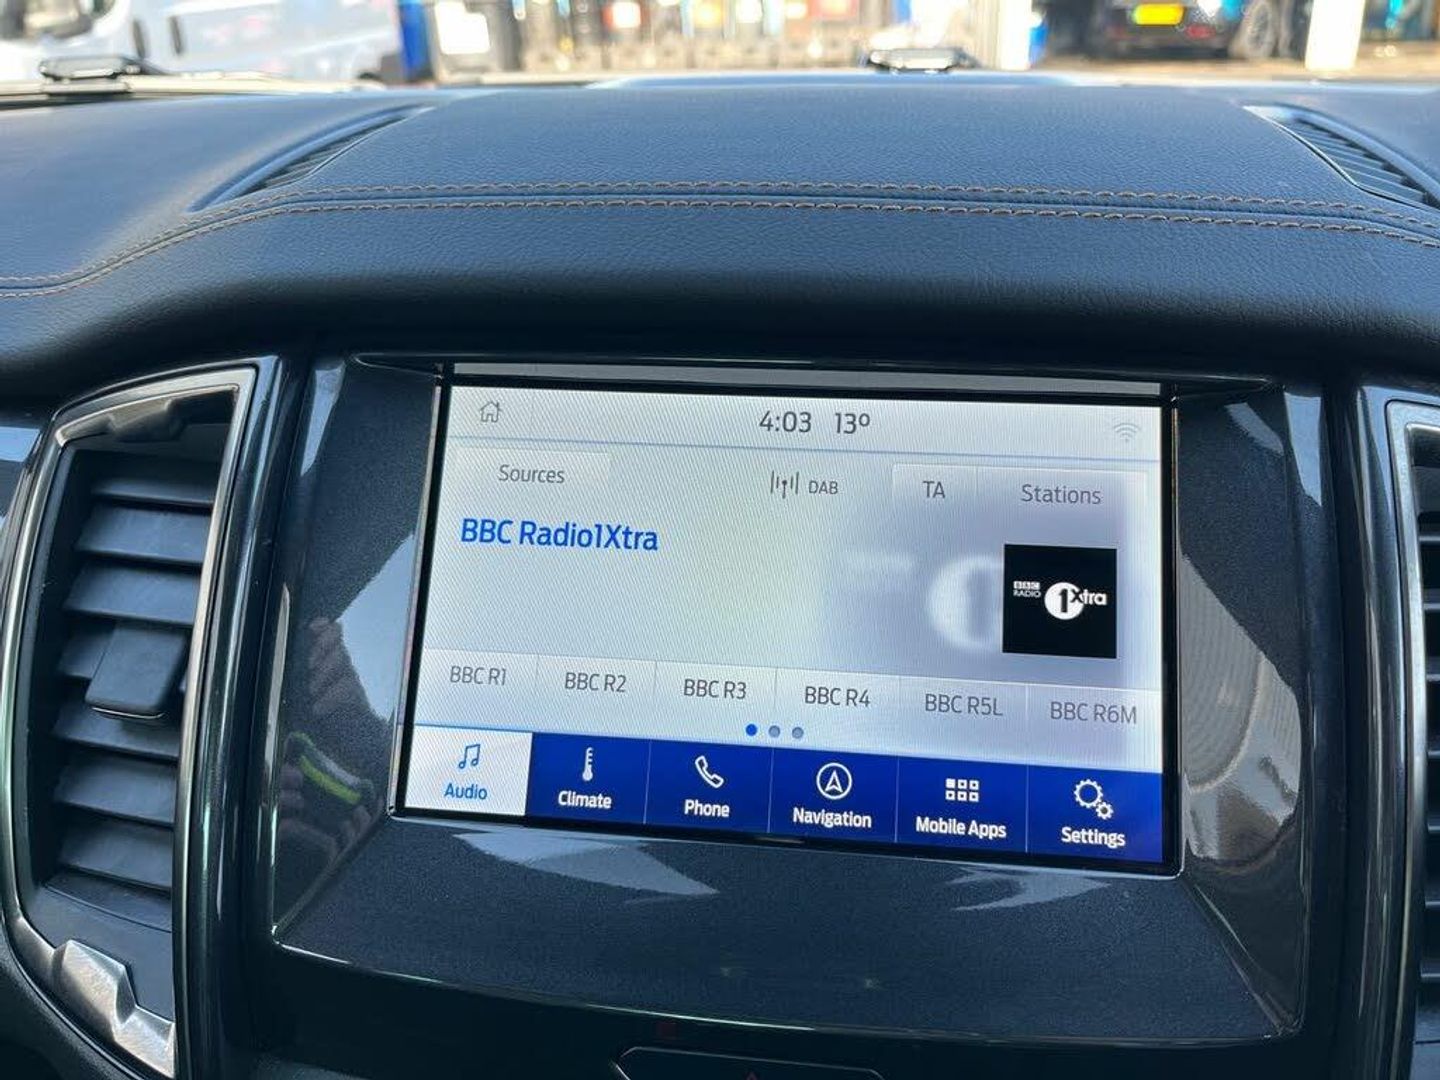 4:03 13º
Sources DAB TA Stations
BBC Radio1Xtra
BBC
RADIO 1Xtra
BBC R1 BBC R2 BBC R3 BBC R4 BBC R5L BBC R6M
Audio Climate Phone Navigation Mobile Apps Settings